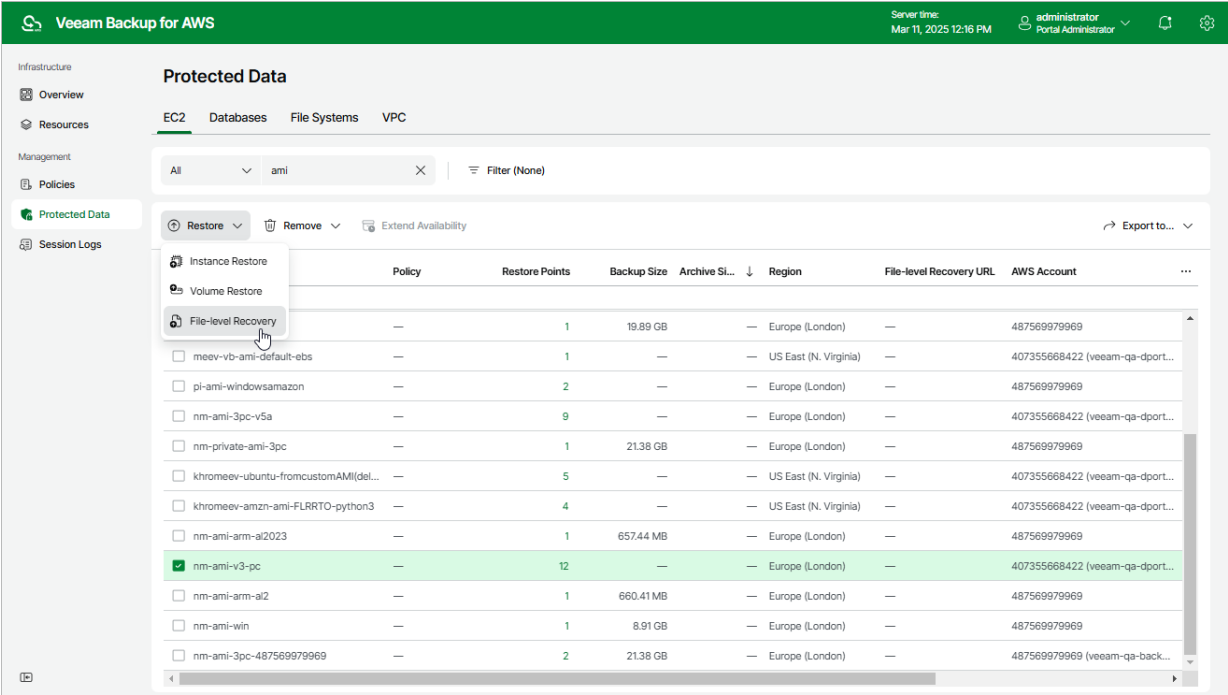 Veeam Backup for AWS
Server time:
Mar 11, 2025 12:16 PM
administrator
Portal Administrator
Infrastructure
Overview
Resources
Management
Policies
Protected Data
Session Logs
Protected Data
EC2 Databases File Systems VPC
All ami Filter (None)
Restore Remove Extend Availability Export to...
Instance Restore
Volume Restore
File-level Recovery
Policy Restore Points Backup Size Archive Si... Region File-level Recovery URL AWS Account ...
— 1 19.89 GB — Europe (London) — 487569979969
meev-vb-ami-default-ebs — 1 — — US East (N. Virginia) — 407355668422 (veeam-qa-dport...
pi-ami-windowsamazon — 2 — — Europe (London) — 487569979969
nm-ami-3pc-v5a — 9 — — Europe (London) — 407355668422 (veeam-qa-dport...
nm-private-ami-3pc — 1 21.38 GB — Europe (London) — 487569979969
khromeev-ubuntu-fromcustomAMI(del... — 5 — — US East (N. Virginia) — 407355668422 (veeam-qa-dport...
khromeev-amzn-ami-FLRRTO-python3 — 4 — — US East (N. Virginia) — 407355668422 (veeam-qa-dport...
nm-ami-arm-al2023 — 1 657.44 MB — Europe (London) — 487569979969
nm-ami-v3-pc — 12 — — Europe (London) — 407355668422 (veeam-qa-dport...
nm-ami-arm-al2 — 1 660.41 MB — Europe (London) — 487569979969
nm-ami-win — 1 8.91 GB — Europe (London) — 487569979969
nm-ami-3pc-487569979969 — 2 21.38 GB — Europe (London) — 487569979969 (veeam-qa-back...